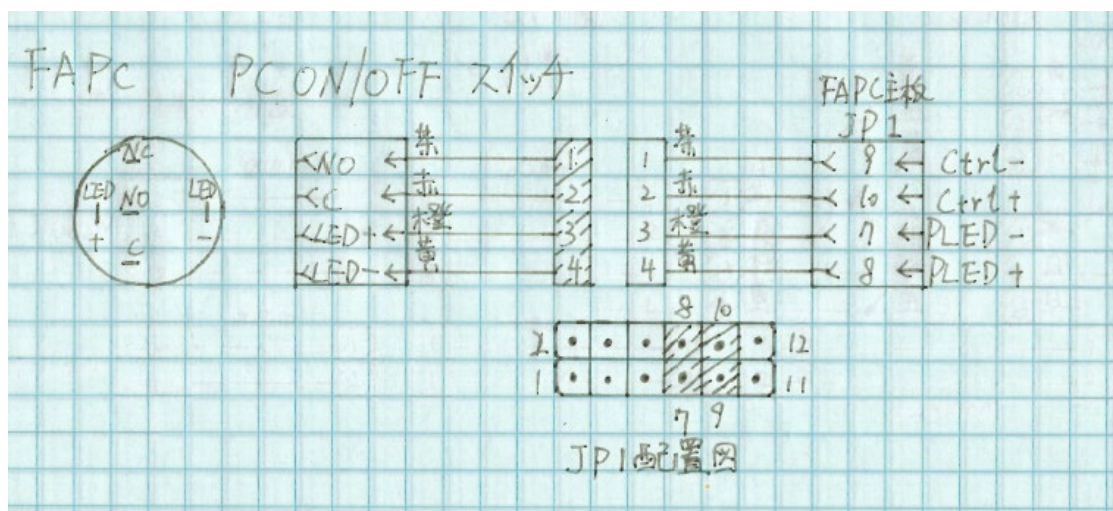 FAPC PC ON/OFF スイッチ
FAPC主板
JP1
NC
LED NO LED
+ C -
NO 紫 1 1 紫 9 Ctrl-
C 赤 2 2 赤 10 Ctrl+
LED+ 橙 3 3 橙 7 PLED-
LED- 黄 4 4 黄 8 PLED+
8 10
2 12
1 11
7 9
JP1配置図